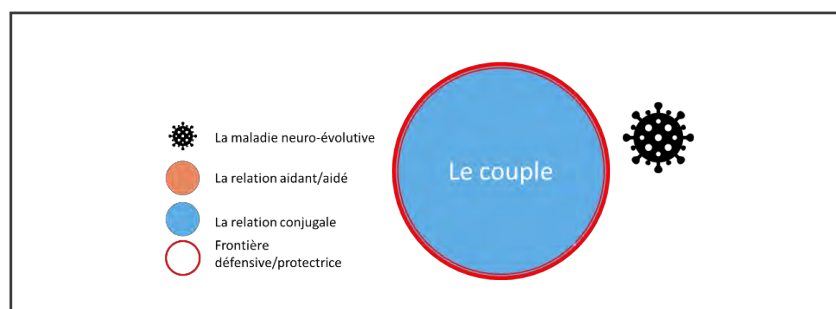 La maladie neuro-évolutive
La relation aidant/aidé
La relation conjugale
Frontière
défensive/protectrice
Le couple